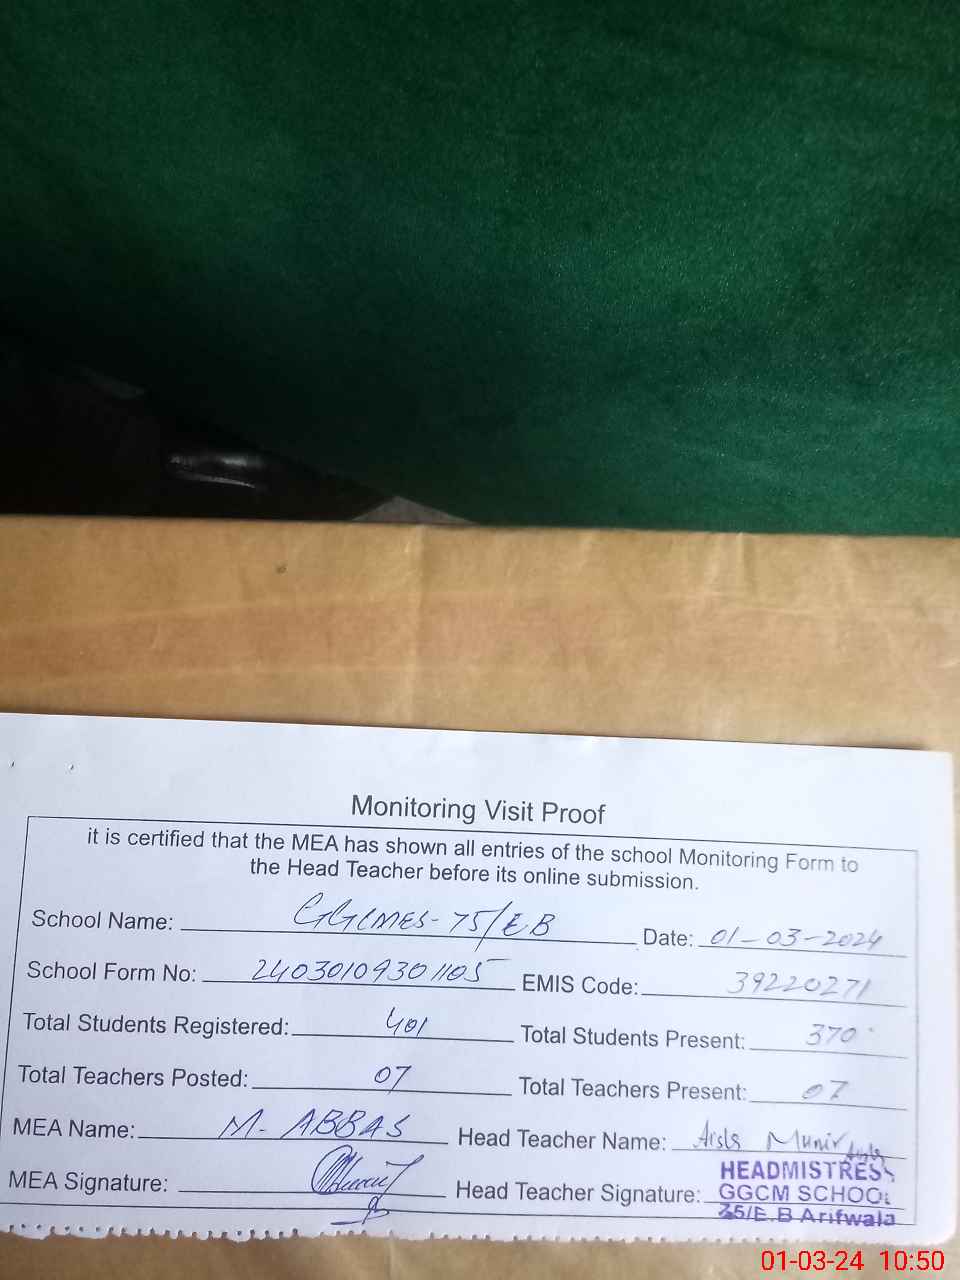 Monitoring Visit Proof
it is certified that the MEA has shown all entries of the school Monitoring Form to
the Head Teacher before its online submission.
School Name: GGCMES-75/EB Date: 01-03-2024
School Form No: 24030109301105 EMIS Code: 39220271
Total Students Registered: 401 Total Students Present: 370
Total Teachers Posted: 07 Total Teachers Present: 07
MEA Name: M. ABBAS Head Teacher Name: Munir
MEA Signature: Head Teacher Signature:
HEADMISTRESS
GGCM SCHOOL
75/E.B Arifwala
01-03-24 10:50